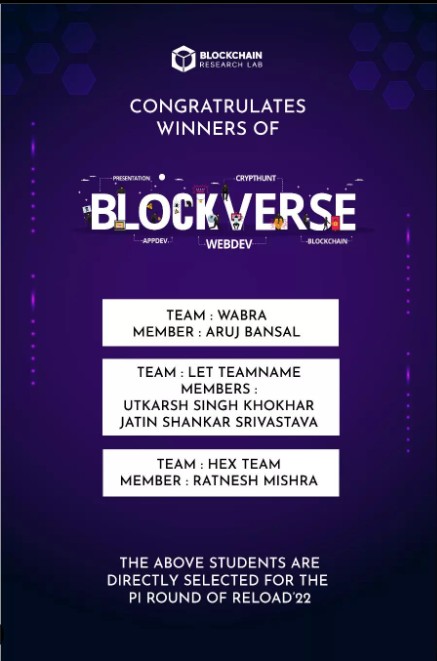 BLOCKCHAIN
RESEARCH LAB
CONGRATRULATES
WINNERS OF
PRESENTATION
CRYPTHUNT
BLOCKVERSE
APPDEV.
WEBDEV
BLOCKCHAIN
TEAM : WABRA
MEMBER : ARUJ BANSAL
TEAM : LET TEAMNAME
MEMBERS :
UTKARSH SINGH KHOKHAR
JATIN SHANKAR SRIVASTAVA
TEAM : HEX TEAM
MEMBER : RATNESH MISHRA
THE ABOVE STUDENTS ARE
DIRECTLY SELECTED FOR THE
PI ROUND OF RELOAD'22